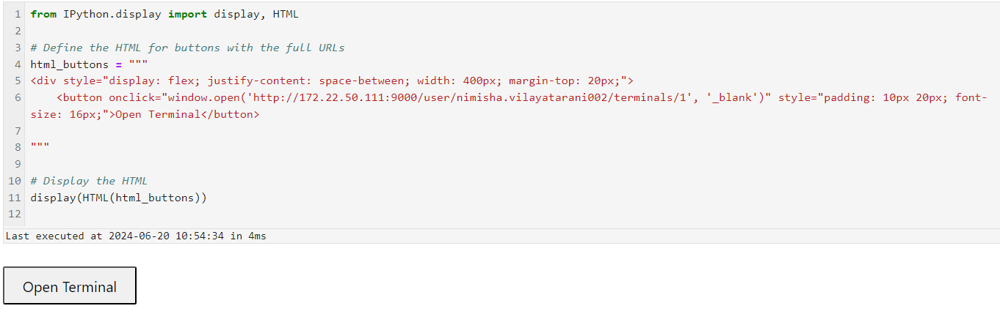 1 from IPython.display import display, HTML
2
3 # Define the HTML for buttons with the full URLs
4 html_buttons = """
5 <div style="display: flex; justify-content: space-between; width: 400px; margin-top: 20px;">
6     <button onclick="window.open('http://172.22.50.111:9000/user/nimisha.vilayatarani002/terminals/1', '_blank')" style="padding: 10px 20px; font-
size: 16px;">Open Terminal</button>
7
8 """
9
10 # Display the HTML
11 display(HTML(html_buttons))
12
Last executed at 2024-06-20 10:54:34 in 4ms
Open Terminal